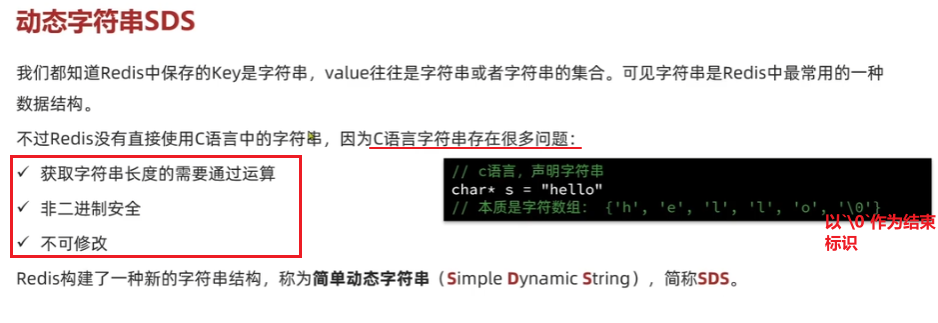 动态字符串SDS
我们都知道Redis中保存的Key是字符串，value往往是字符串或者字符串的集合。可见字符串是Redis中最常用的一种
数据结构。
不过Redis没有直接使用C语言中的字符串，因为C语言字符串存在很多问题：
✓ 获取字符串长度的需要通过运算
✓ 非二进制安全
✓ 不可修改
// c语言，声明字符串
char* s = "hello"
// 本质是字符数组： {'h', 'e', 'l', 'l', 'o', '\0'}
以`\0`作为结束
标识
Redis构建了一种新的字符串结构，称为简单动态字符串（Simple Dynamic String），简称SDS。